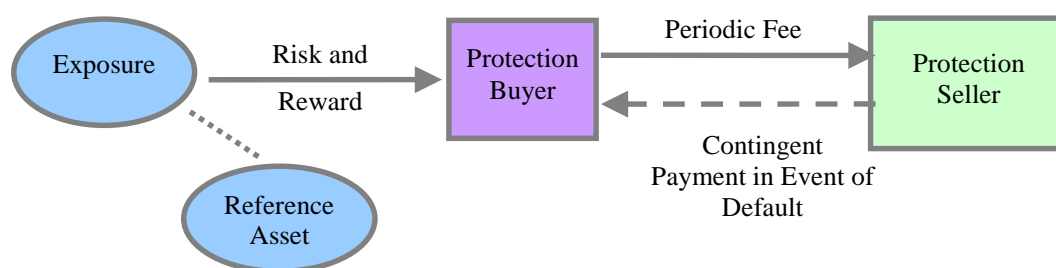 Exposure
Risk and
Reward
Protection
Buyer
Periodic Fee
Protection
Seller
Contingent
Payment in Event of
Default
Reference
Asset